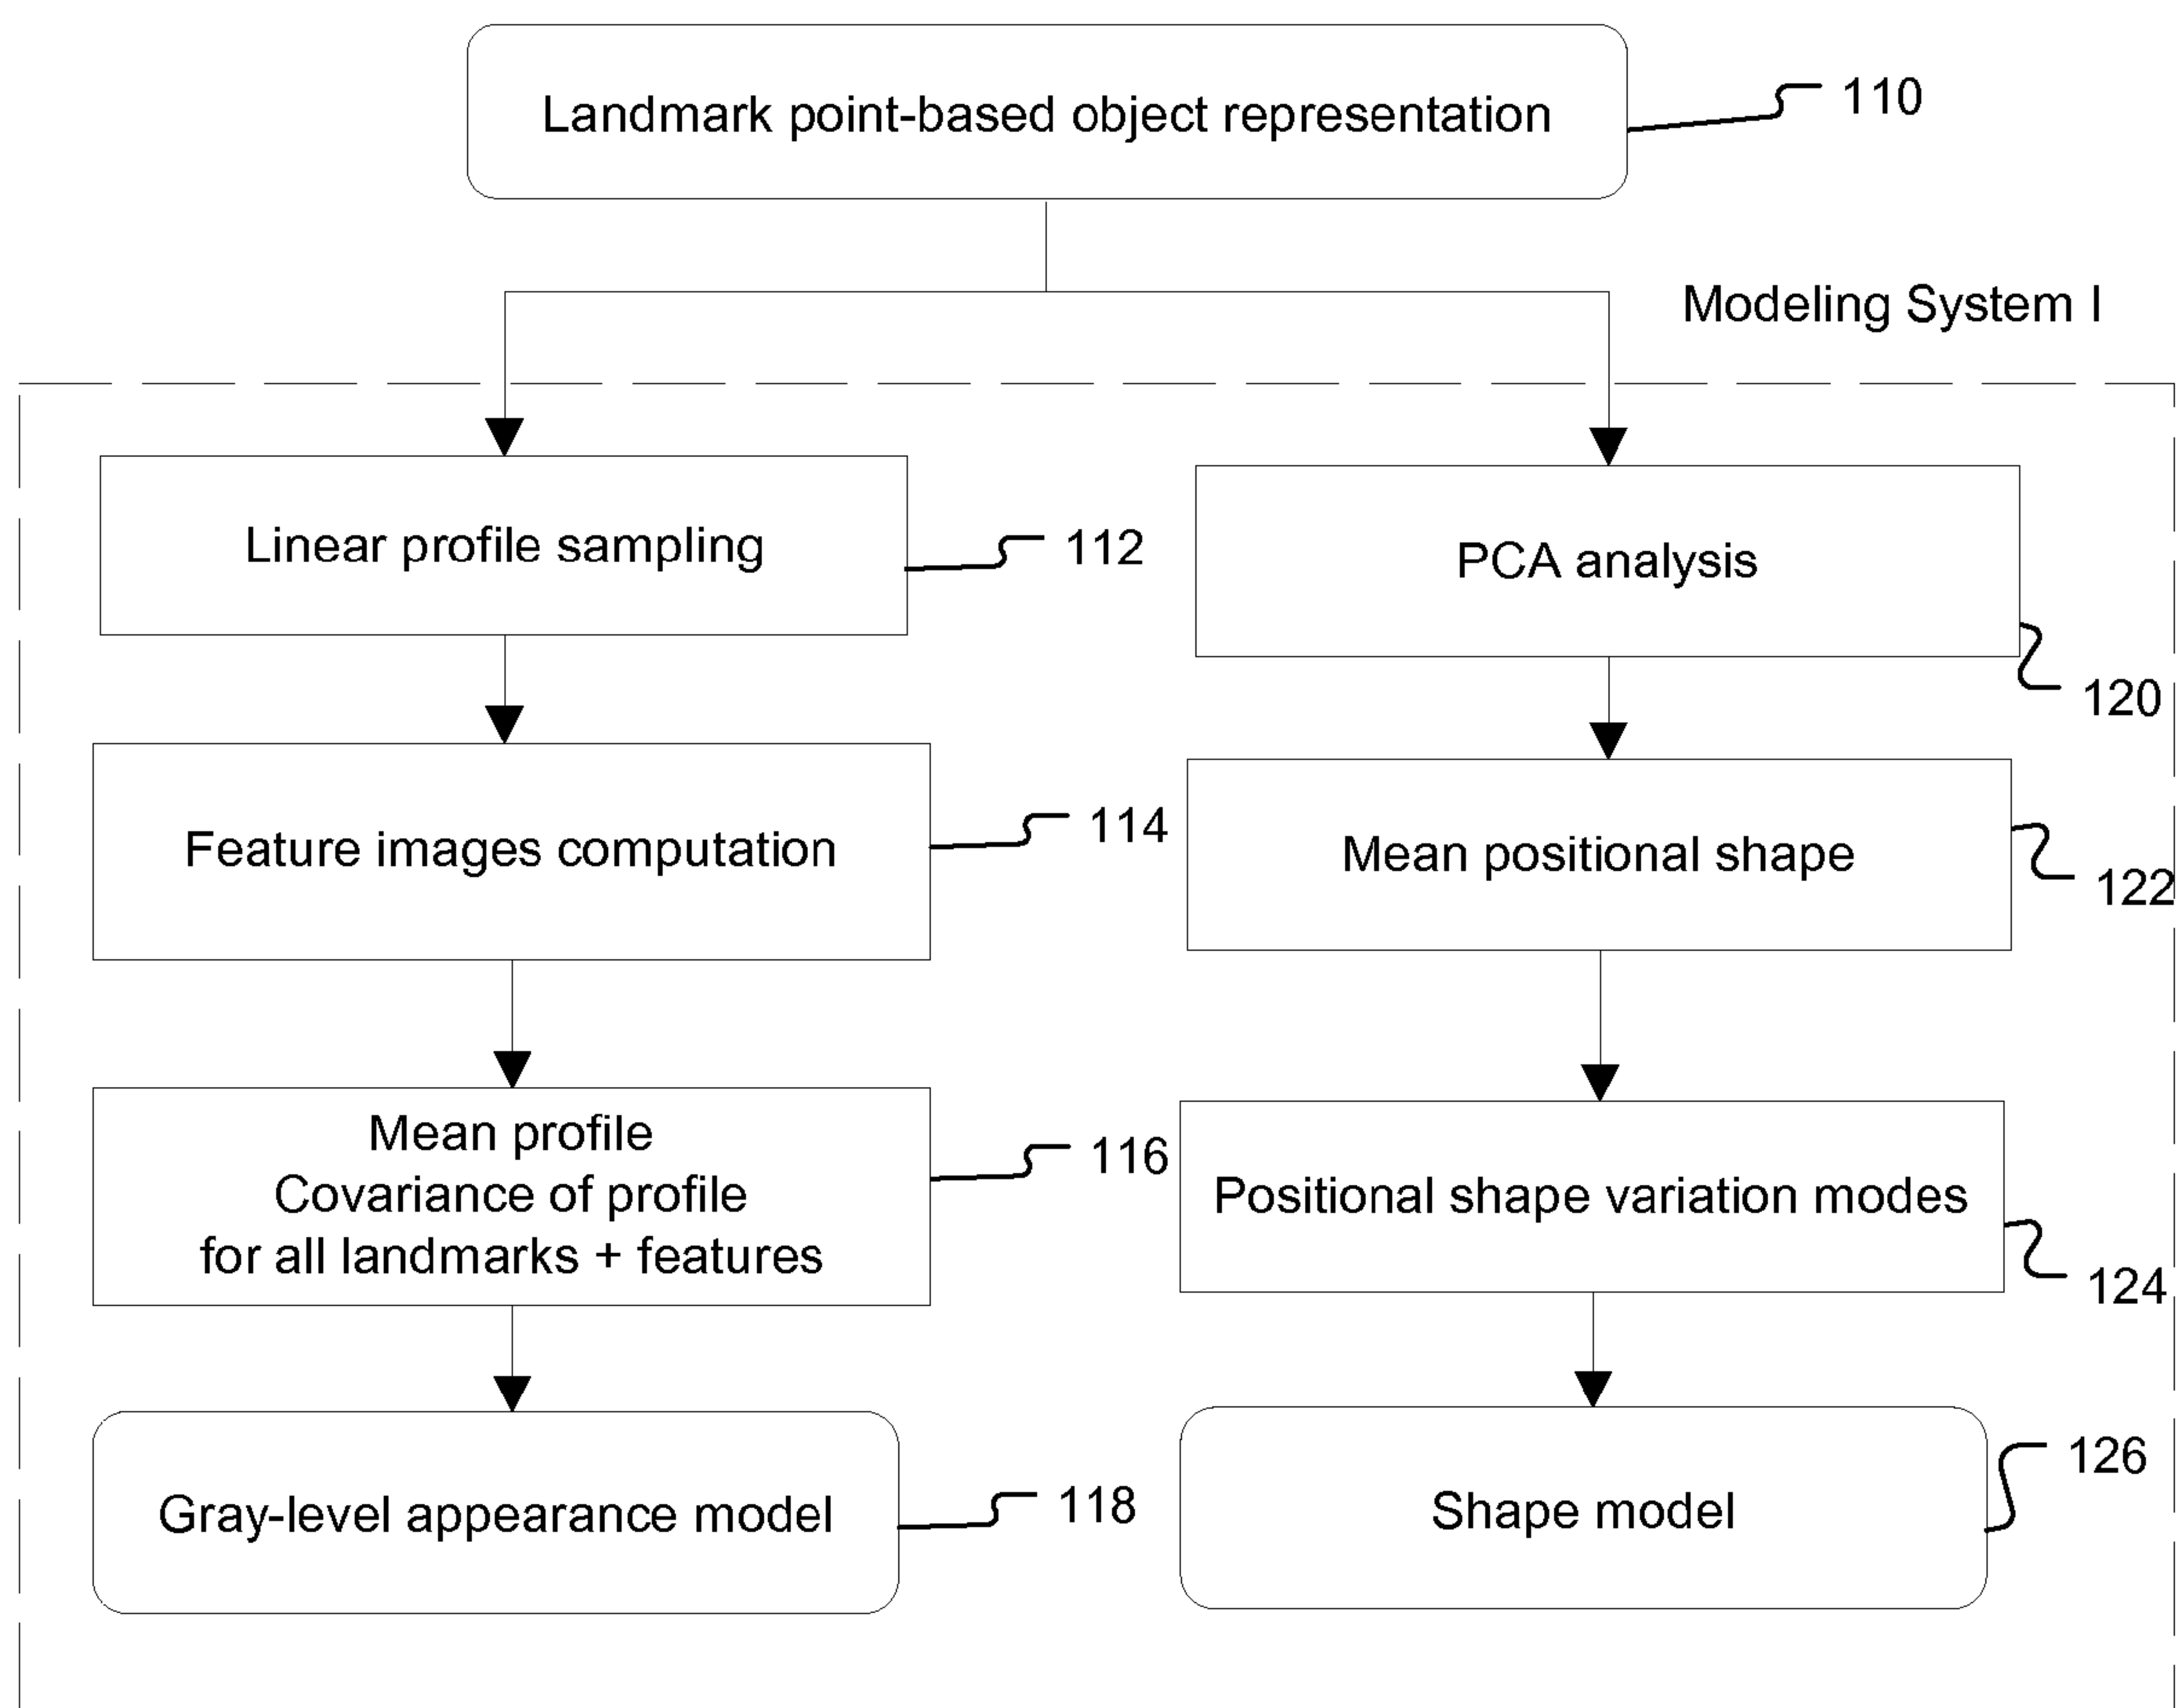 Landmark point-based object representation
110
Modeling System I
Linear profile sampling
112
PCA analysis
120
Feature images computation
114
Mean positional shape
122
Mean profile
Covariance of profile
for all landmarks + features
116
Positional shape variation modes
124
Gray-level appearance model
118
Shape model
126